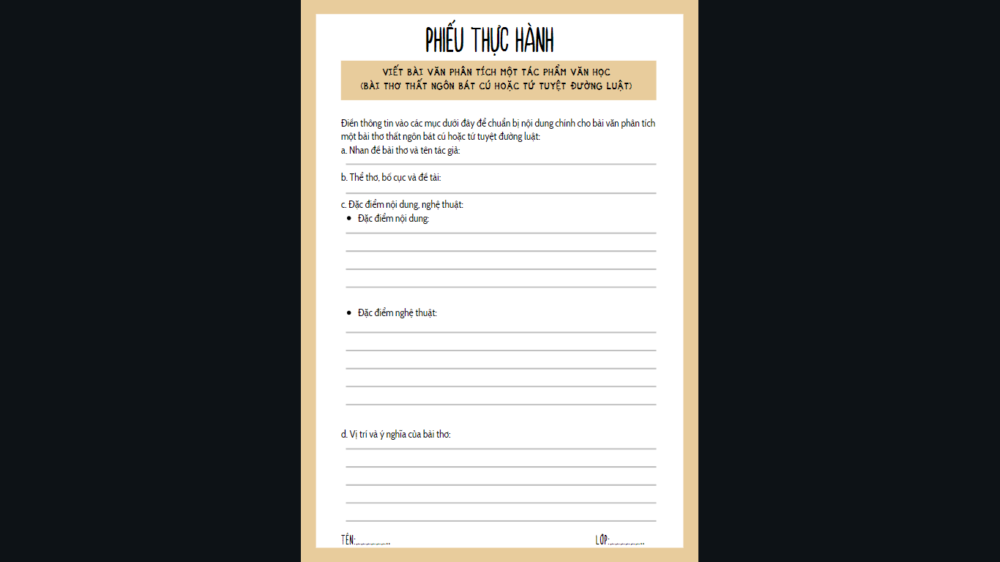 PHIẾU THỰC HÀNH
VIẾT BÀI VĂN PHÂN TÍCH MỘT TÁC PHẨM VĂN HỌC
(BÀI THƠ THẤT NGÔN BÁT CÚ HOẶC TỨ TUYỆT ĐƯỜNG LUẬT)
Điền thông tin vào các mục dưới đây để chuẩn bị nội dung chính cho bài văn phân tích
một bài thơ thất ngôn bát cú hoặc tứ tuyệt đường luật:
a. Nhan đề bài thơ và tên tác giả:
b. Thể thơ, bố cục và đề tài:
c. Đặc điểm nội dung, nghệ thuật:
• Đặc điểm nội dung:
• Đặc điểm nghệ thuật:
d. Vị trí và ý nghĩa của bài thơ:
TÊN:.................. LỚP:..................